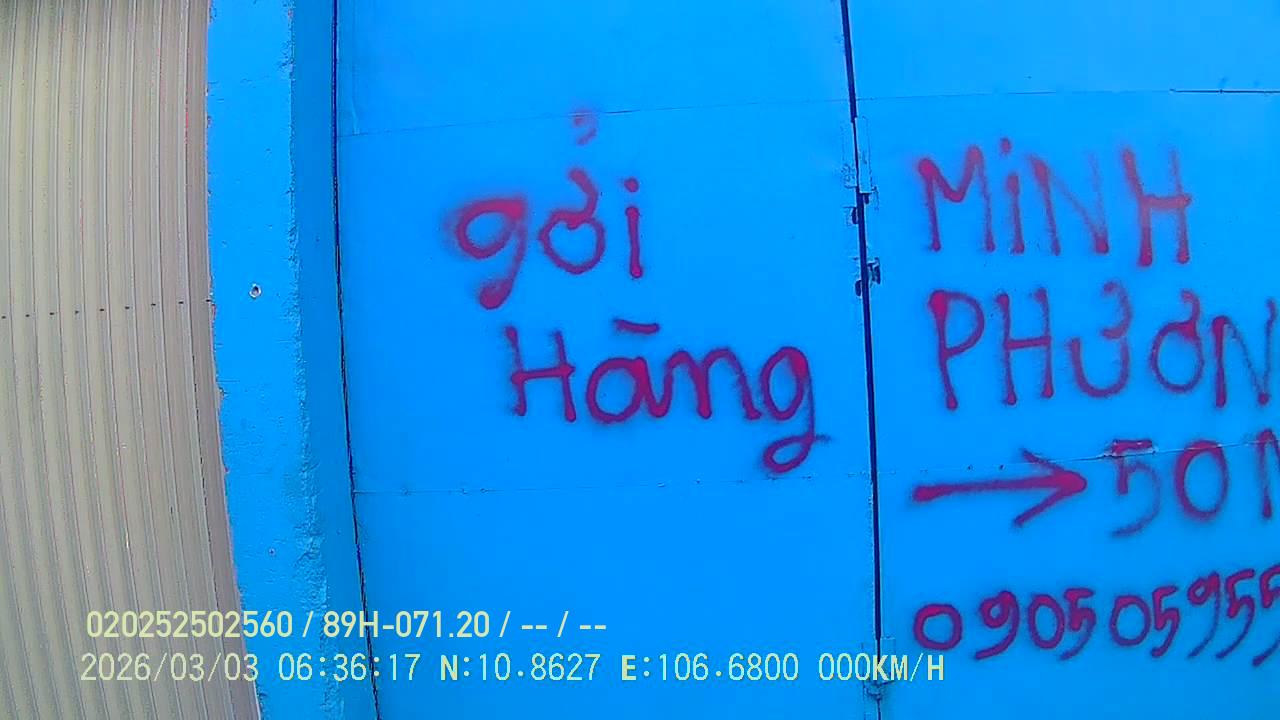 gởi
Hàng
MINH
PHƯƠN
→ 50
090505955
020252502560 / 89H-071.20 / -- / --
2026/03/03 06:36:17 N:10.8627 E:106.6800 000KM/H